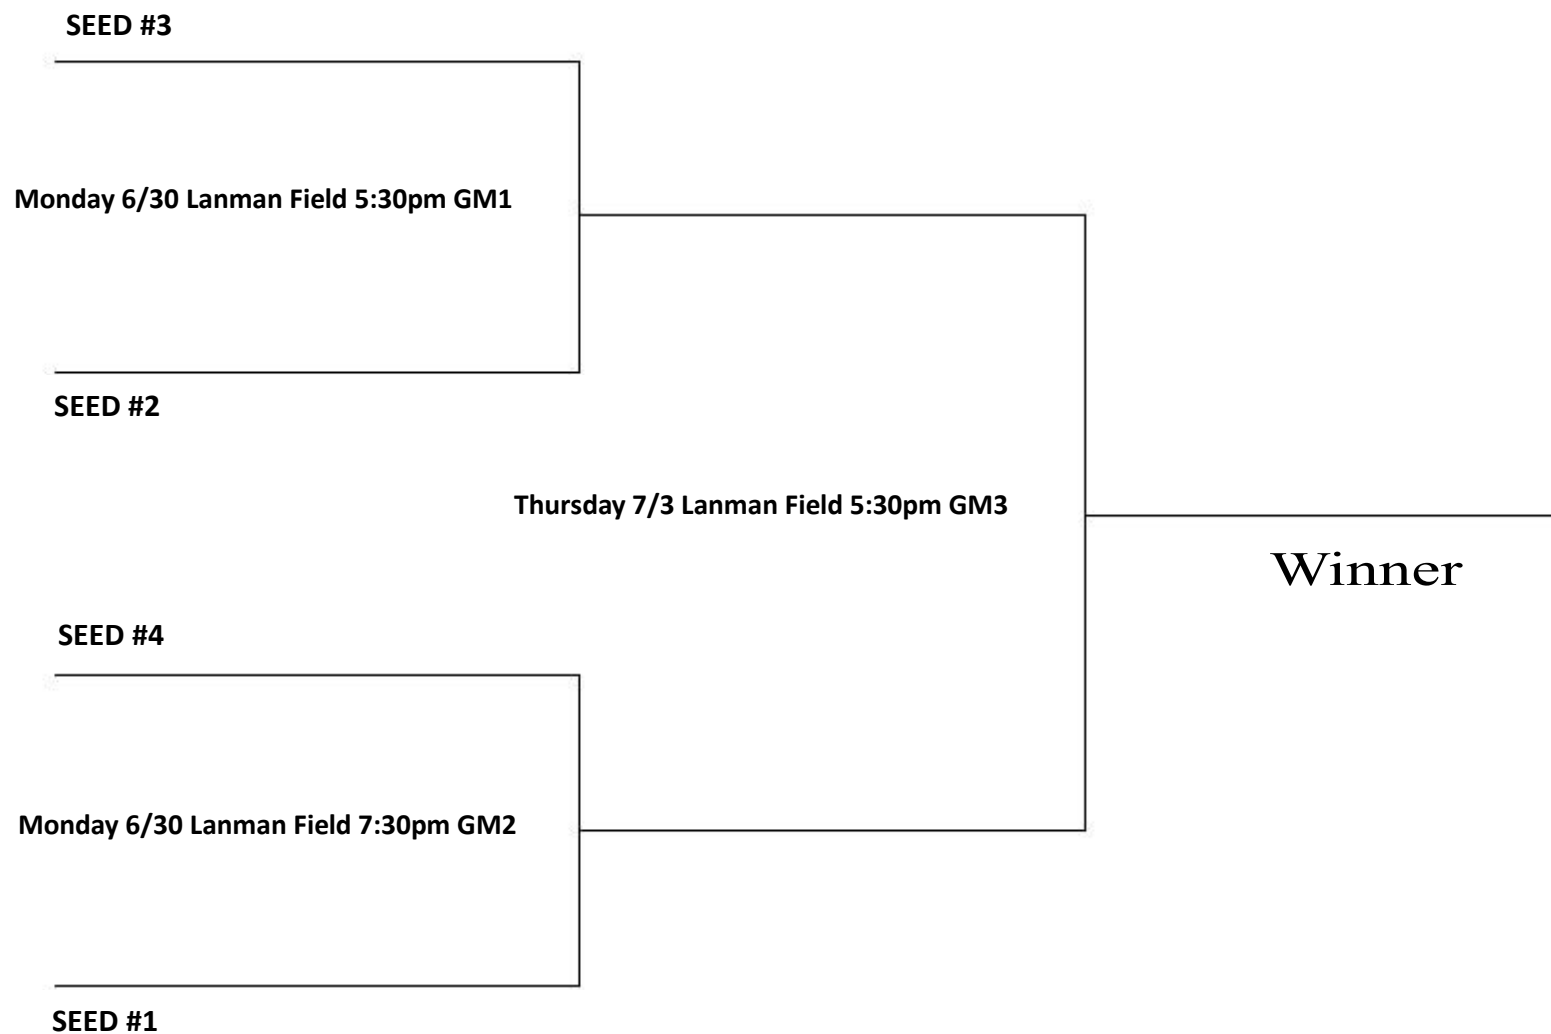 SEED #3
Monday 6/30 Lanman Field 5:30pm GM1
SEED #2
Thursday 7/3 Lanman Field 5:30pm GM3
Winner
SEED #4
Monday 6/30 Lanman Field 7:30pm GM2
SEED #1